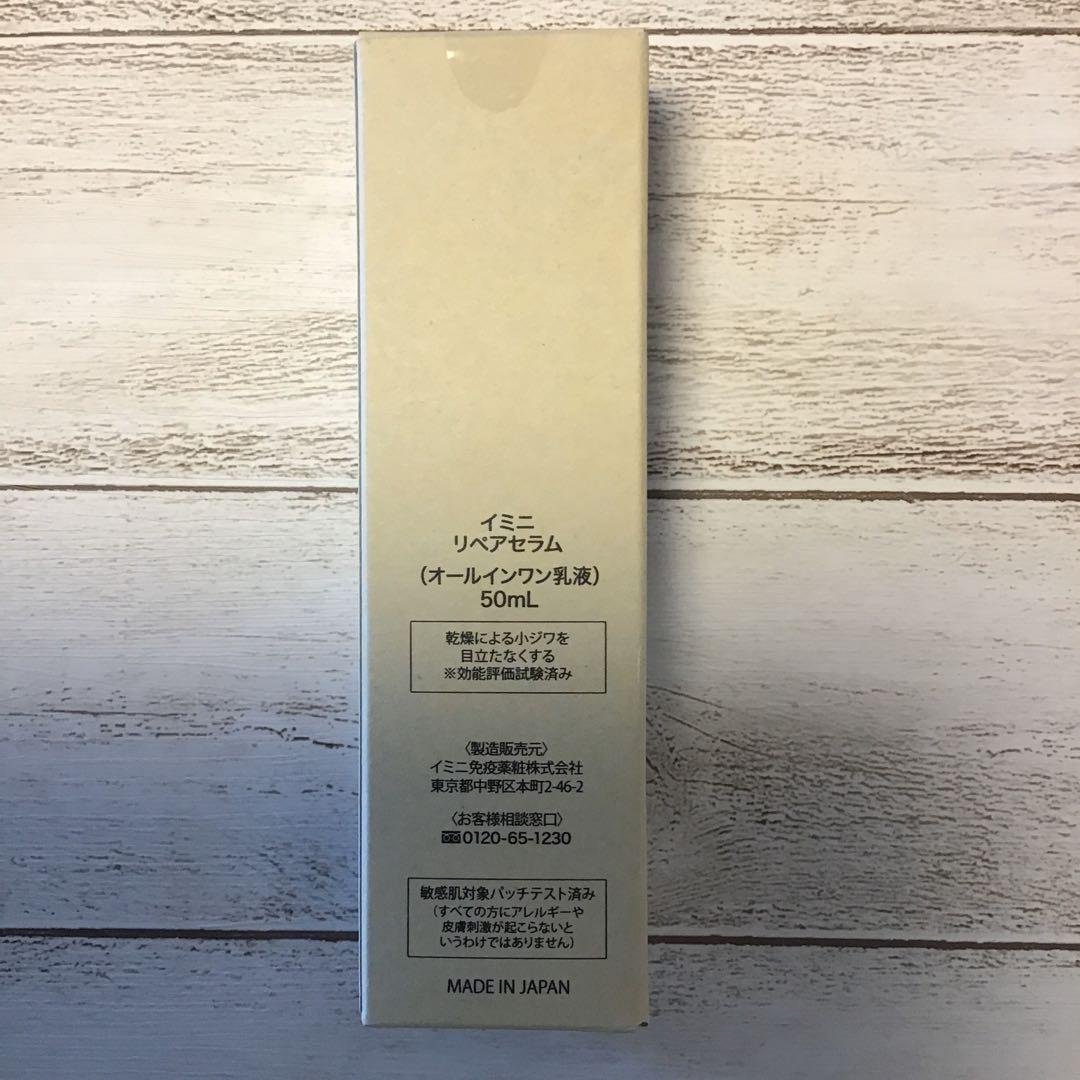 イミニ
リペアセラム
（オールインワン乳液）
50mL
乾燥による小ジワを
目立たなくする
※効能評価試験済み
〈製造販売元〉
イミニ免疫薬粧株式会社
東京都中野区本町2-46-2
〈お客様相談窓口〉
0120-65-1230
敏感肌対象パッチテスト済み
（すべての方にアレルギーや
皮膚刺激が起こらないと
いうわけではありません）
MADE IN JAPAN